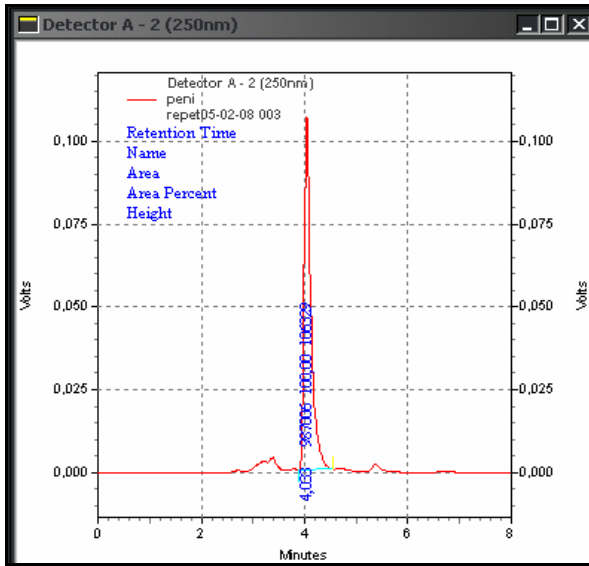 Detector A - 2 (250nm)
Detector A - 2 (250nm)
peni
repet05-02-08 003
Retention Time
Name
Area
Area Percent
Height
0,100
0,075
0,050
0,025
0,000
Volts
4,033 100,00
0,100
0,075
0,050
0,025
0,000
Volts
0 2 4 6 8
Minutes